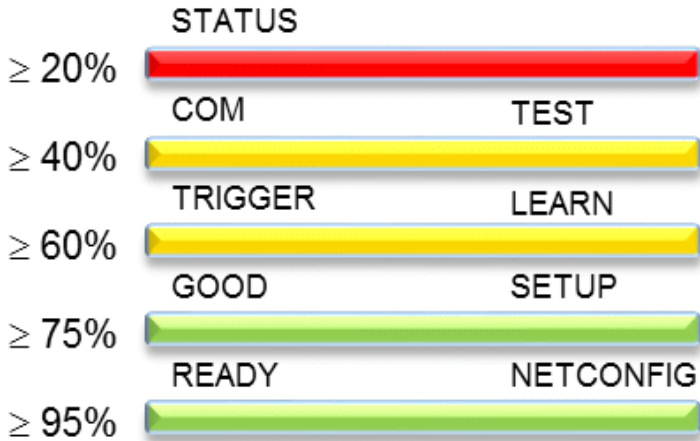 STATUS
≥ 20%
COM TEST
≥ 40%
TRIGGER LEARN
≥ 60%
GOOD SETUP
≥ 75%
READY NETCONFIG
≥ 95%